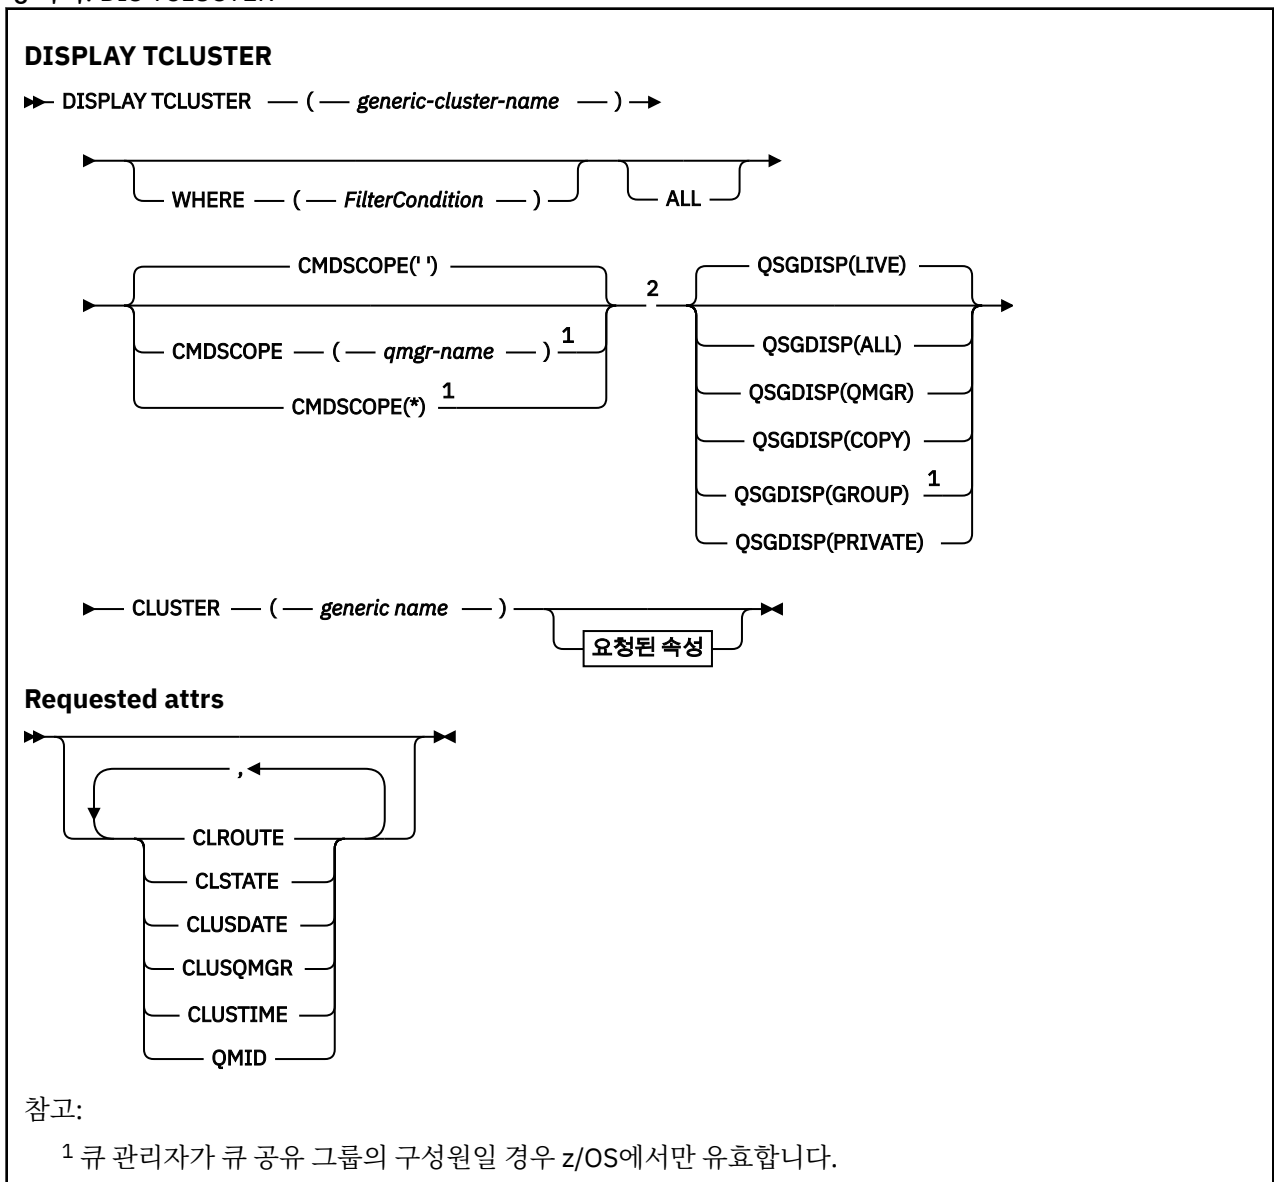 DISPLAY TCLUSTER
DISPLAY TCLUSTER ( generic-cluster-name )
WHERE ( FilterCondition ) ALL
CMDSCOPE(' ') QSGDISP(LIVE)
2
CMDSCOPE ( qmgr-name ) 1 QSGDISP(ALL)
CMDSCOPE(*) 1 QSGDISP(QMGR)
QSGDISP(COPY)
QSGDISP(GROUP) 1
QSGDISP(PRIVATE)
CLUSTER ( generic name )
요청된 속성
Requested attrs
,
CLROUTE
CLSTATE
CLUSDATE
CLUSQMGR
CLUSTIME
QMID
참고:
1 큐 관리자가 큐 공유 그룹의 구성원일 경우 z/OS에서만 유효합니다.